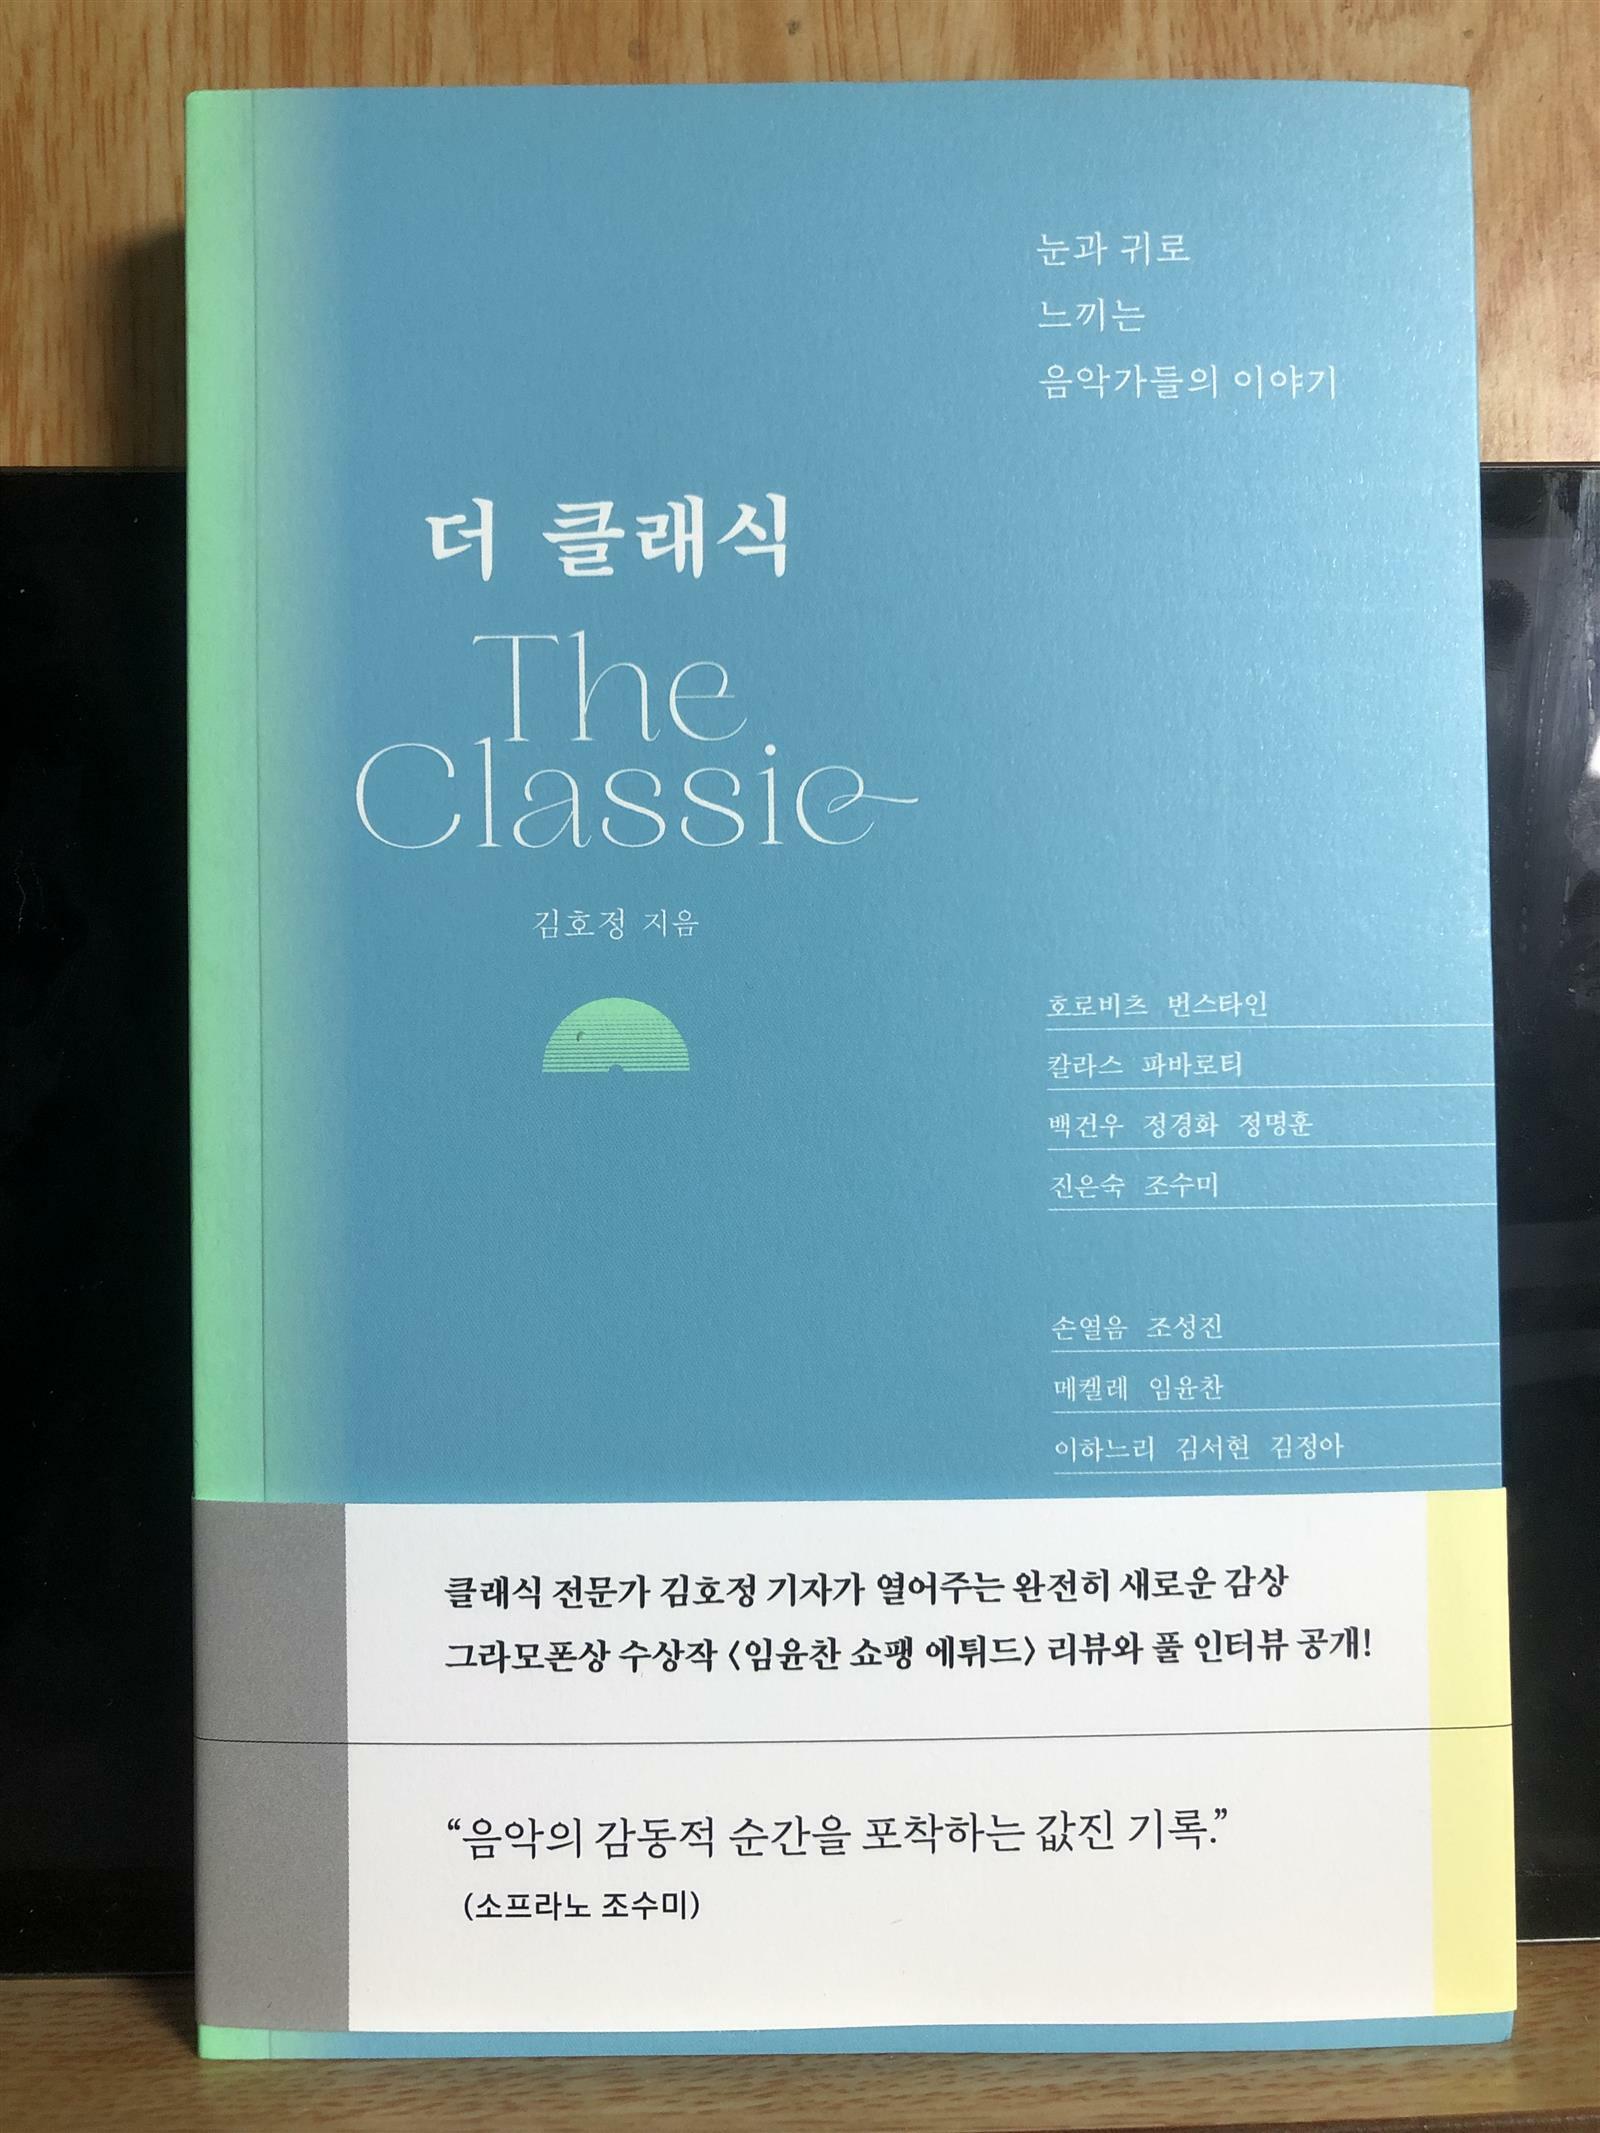 눈과 귀로
느끼는
음악가들의 이야기
더 클래식
The
Classic
김호정 지음
호로비츠 번스타인
칼라스 파바로티
백건우 정경화 정명훈
진은숙 조수미
손열음 조성진
메켈레 임윤찬
이하느리 김서현 김정아
클래식 전문가 김호정 기자가 열어주는 완전히 새로운 감상
그라모폰상 수상작 <임윤찬 쇼팽 에튀드> 리뷰와 풀 인터뷰 공개!
“음악의 감동적 순간을 포착하는 값진 기록.”
(소프라노 조수미)